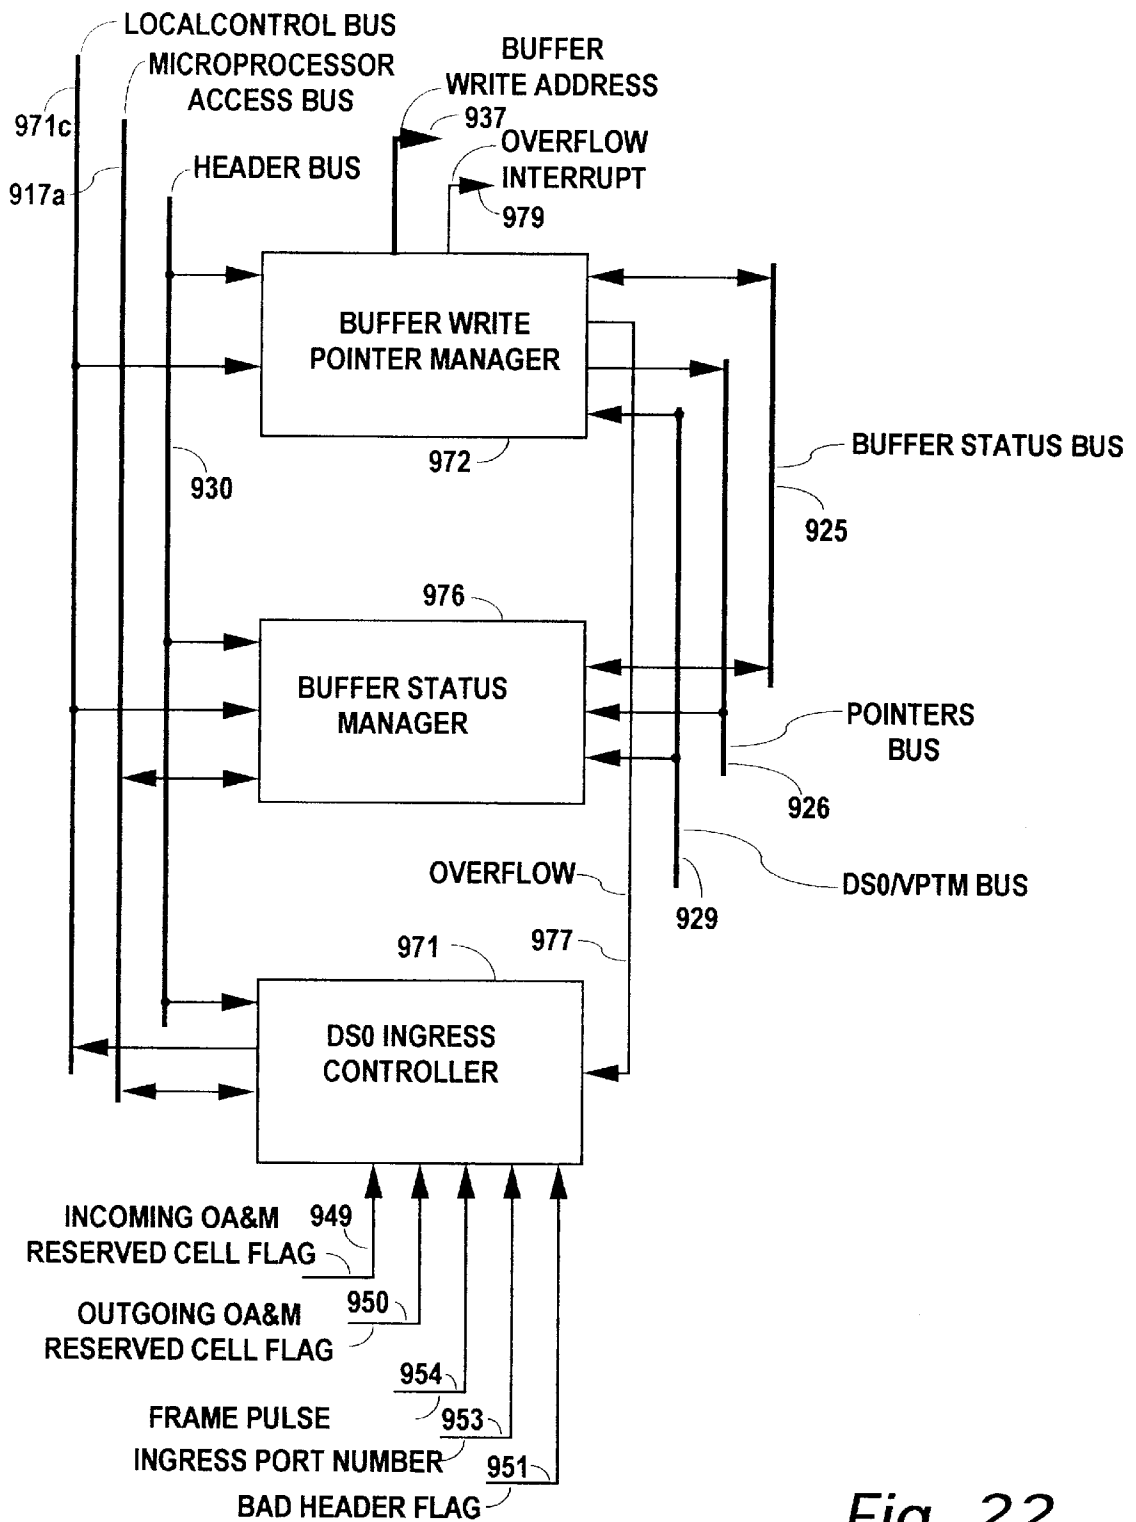 LOCALCONTROL BUS
MICROPROCESSOR
ACCESS BUS
BUFFER
WRITE ADDRESS
937
971c
OVERFLOW
INTERRUPT
HEADER BUS
917a
979
BUFFER WRITE
POINTER MANAGER
972
BUFFER STATUS BUS
930
925
976
BUFFER STATUS
MANAGER
POINTERS
BUS
926
OVERFLOW
DS0/VPTM BUS
929
977
971
DS0 INGRESS
CONTROLLER
INCOMING OA&M
RESERVED CELL FLAG
949
OUTGOING OA&M
RESERVED CELL FLAG
950
954
FRAME PULSE
953
INGRESS PORT NUMBER
951
BAD HEADER FLAG
Fig. 22